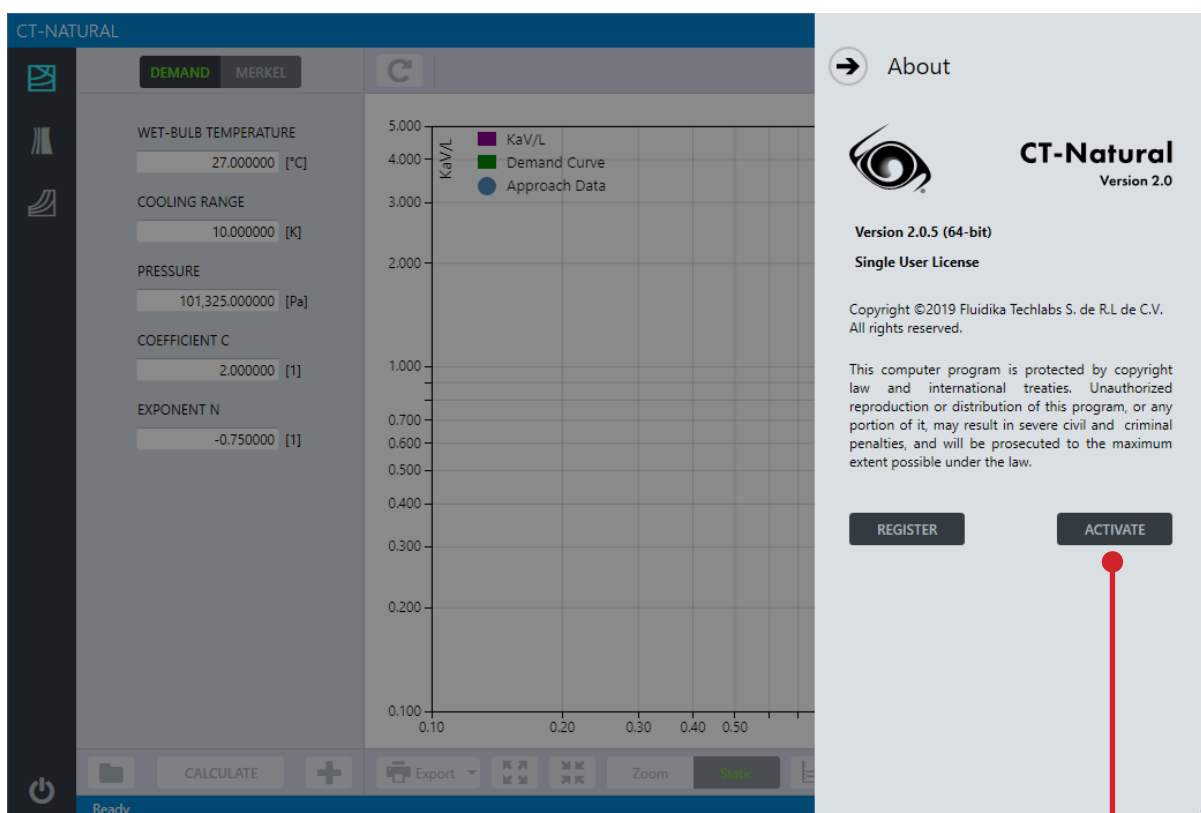 CT-NATURAL
DEMAND MERKEL
WET-BULB TEMPERATURE
27.000000 [°C]
COOLING RANGE
10.000000 [K]
PRESSURE
101,325.000000 [Pa]
COEFFICIENT C
2.000000 [1]
EXPONENT N
-0.750000 [1]
CALCULATE
Ready
KaV/L
KaV/L
Demand Curve
Approach Data
5.000
4.000
3.000
2.000
1.000
0.700
0.600
0.500
0.400
0.300
0.200
0.100
0.10 0.20 0.30 0.40 0.50
Export Zoom Static
About
CT-Natural
Version 2.0
Version 2.0.5 (64-bit)
Single User License
Copyright ©2019 Fluidika Techlabs S. de R.L de C.V.
All rights reserved.
This computer program is protected by copyright
law and international treaties. Unauthorized
reproduction or distribution of this program, or any
portion of it, may result in severe civil and criminal
penalties, and will be prosecuted to the maximum
extent possible under the law.
REGISTER ACTIVATE